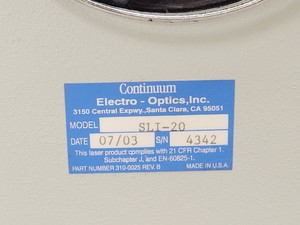 Continuum
Electro - Optics, Inc.
3150 Central Expwy., Santa Clara, CA 95051
MODEL SLI-20
DATE 07/03 S/N 4342
This laser product complies with 21 CFR Chapter 1.
Subchapter J, and EN-60825-1.
PART NUMBER 310-0025 REV. B MADE IN U.S.A.